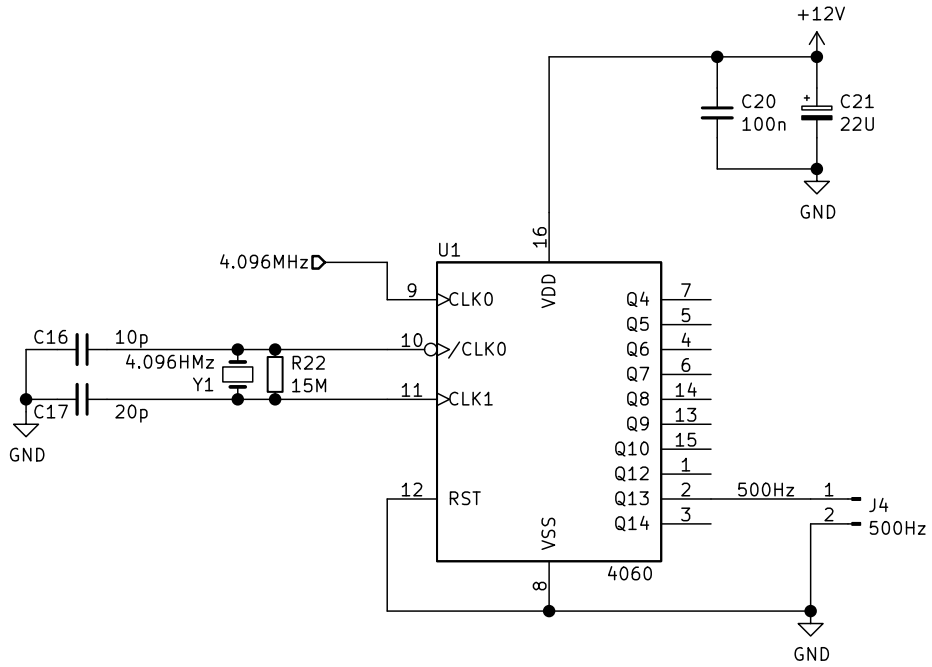 +12V
C20
100n
+
C21
22U
GND
16
U1
4.096MHz
9
CLK0
VDD
Q4
7
Q5
5
C16
10p
10
/CLK0
Q6
4
4.096HMz
R22
Q7
6
Y1
15M
11
CLK1
Q8
14
C17
20p
Q9
13
GND
Q10
15
Q12
1
12
RST
Q13
2
500Hz
1
J4
Q14
3
2
500Hz
VSS
8
4060
GND